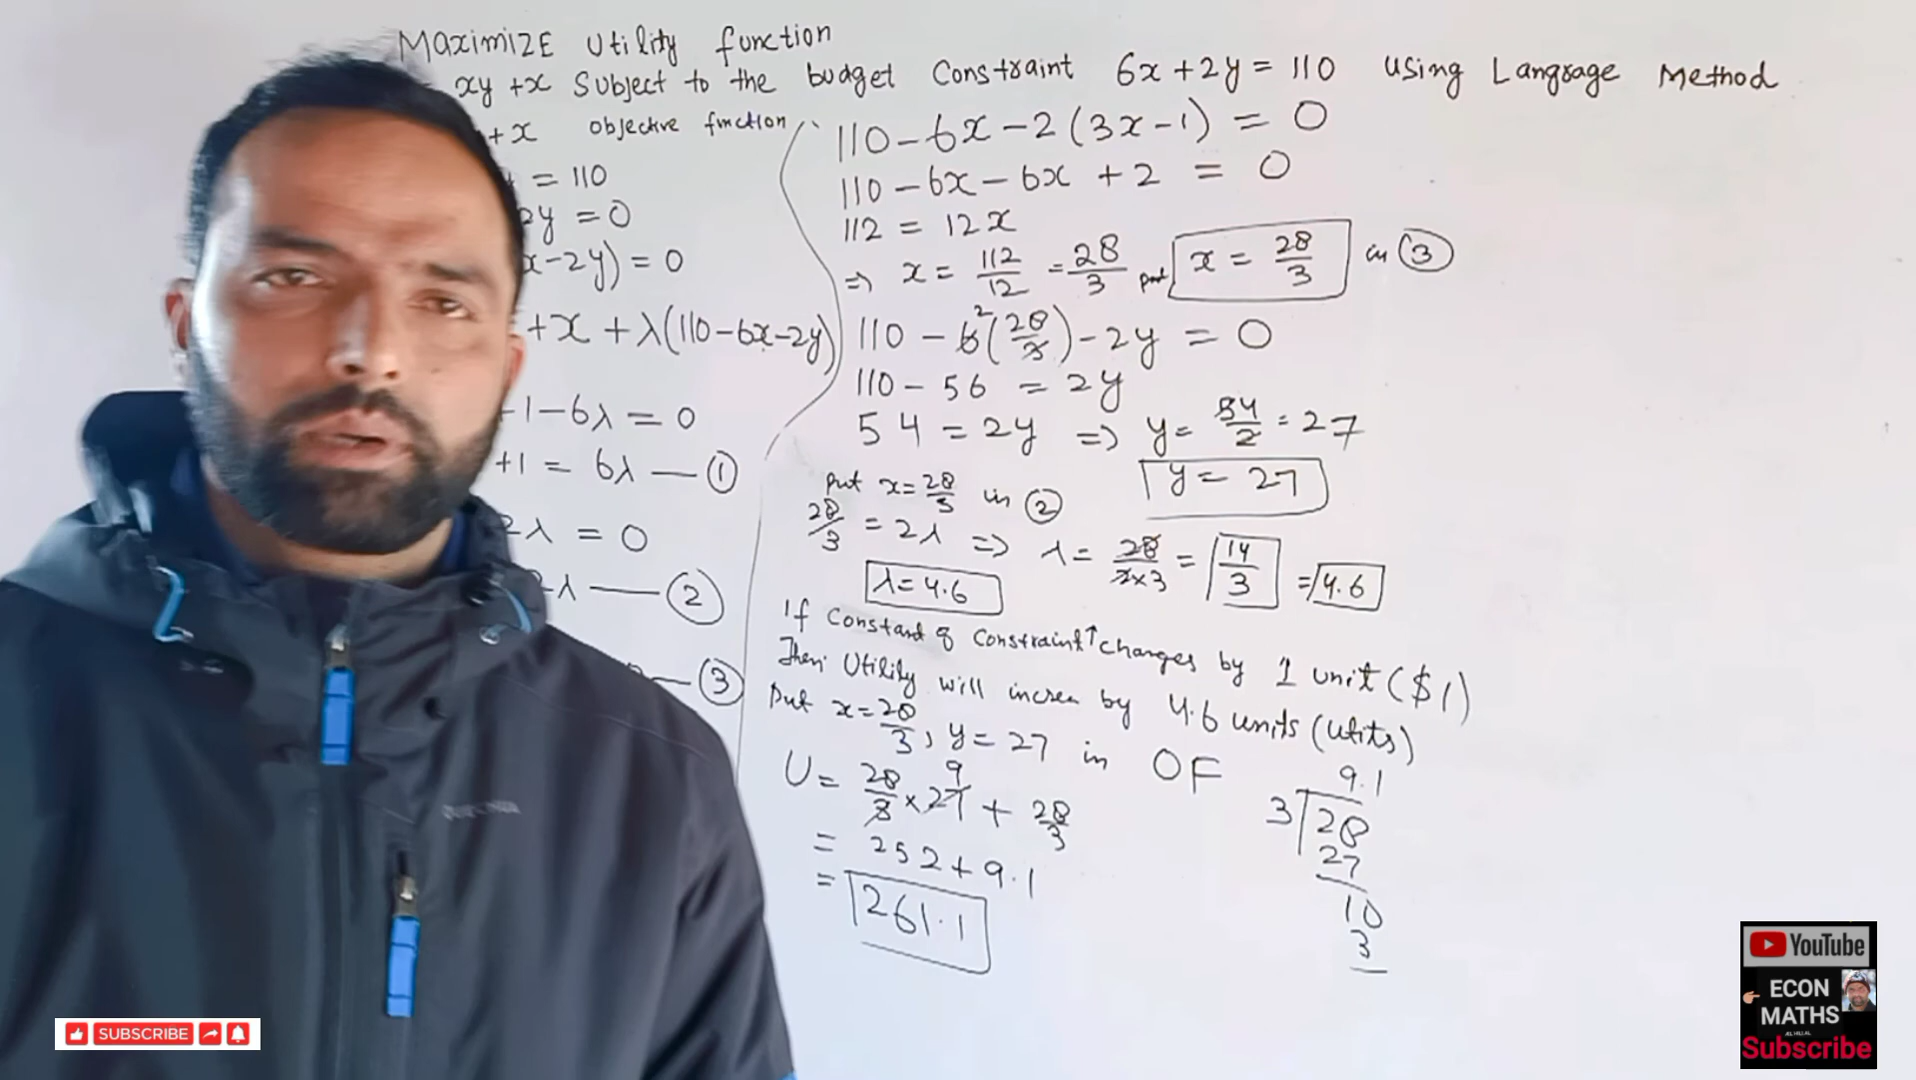 MaximizE Utility function
xy + x Subject to the budget Constraint 6x + 2y = 110 Using Langrage Method
+ x objective function
= 110
2y = 0
x - 2y) = 0
+ x + λ(110 - 6x - 2y)
- 1 - 6λ = 0
+1 = 6λ — ①
2λ = 0
2λ — ②
— ③
110 - 6x - 2(3x - 1) = 0
110 - 6x - 6x + 2 = 0
112 = 12x
⇒ x = 112/12 = 28/3 put x = 28/3 in ③
110 - 6²(28/3) - 2y = 0
110 - 56 = 2y
54 = 2y ⇒ y = 54/2 = 27
y = 27
put x = 28/3 in ②
28/3 = 2λ ⇒ λ = 28/2×3 = 14/3 = 4.6
λ = 4.6
If Constant of Constraint↑ changes by 1 unit ($1)
Then Utility will increa by 4.6 units (utits)
Put x = 28/3, y = 27 in OF
U = 28/3 × 27 9 + 28/3
= 252 + 9.1
= 261.1
9.1
3 28
27
10
3
SUBSCRIBE
YouTube
ECON
MATHS
Subscribe